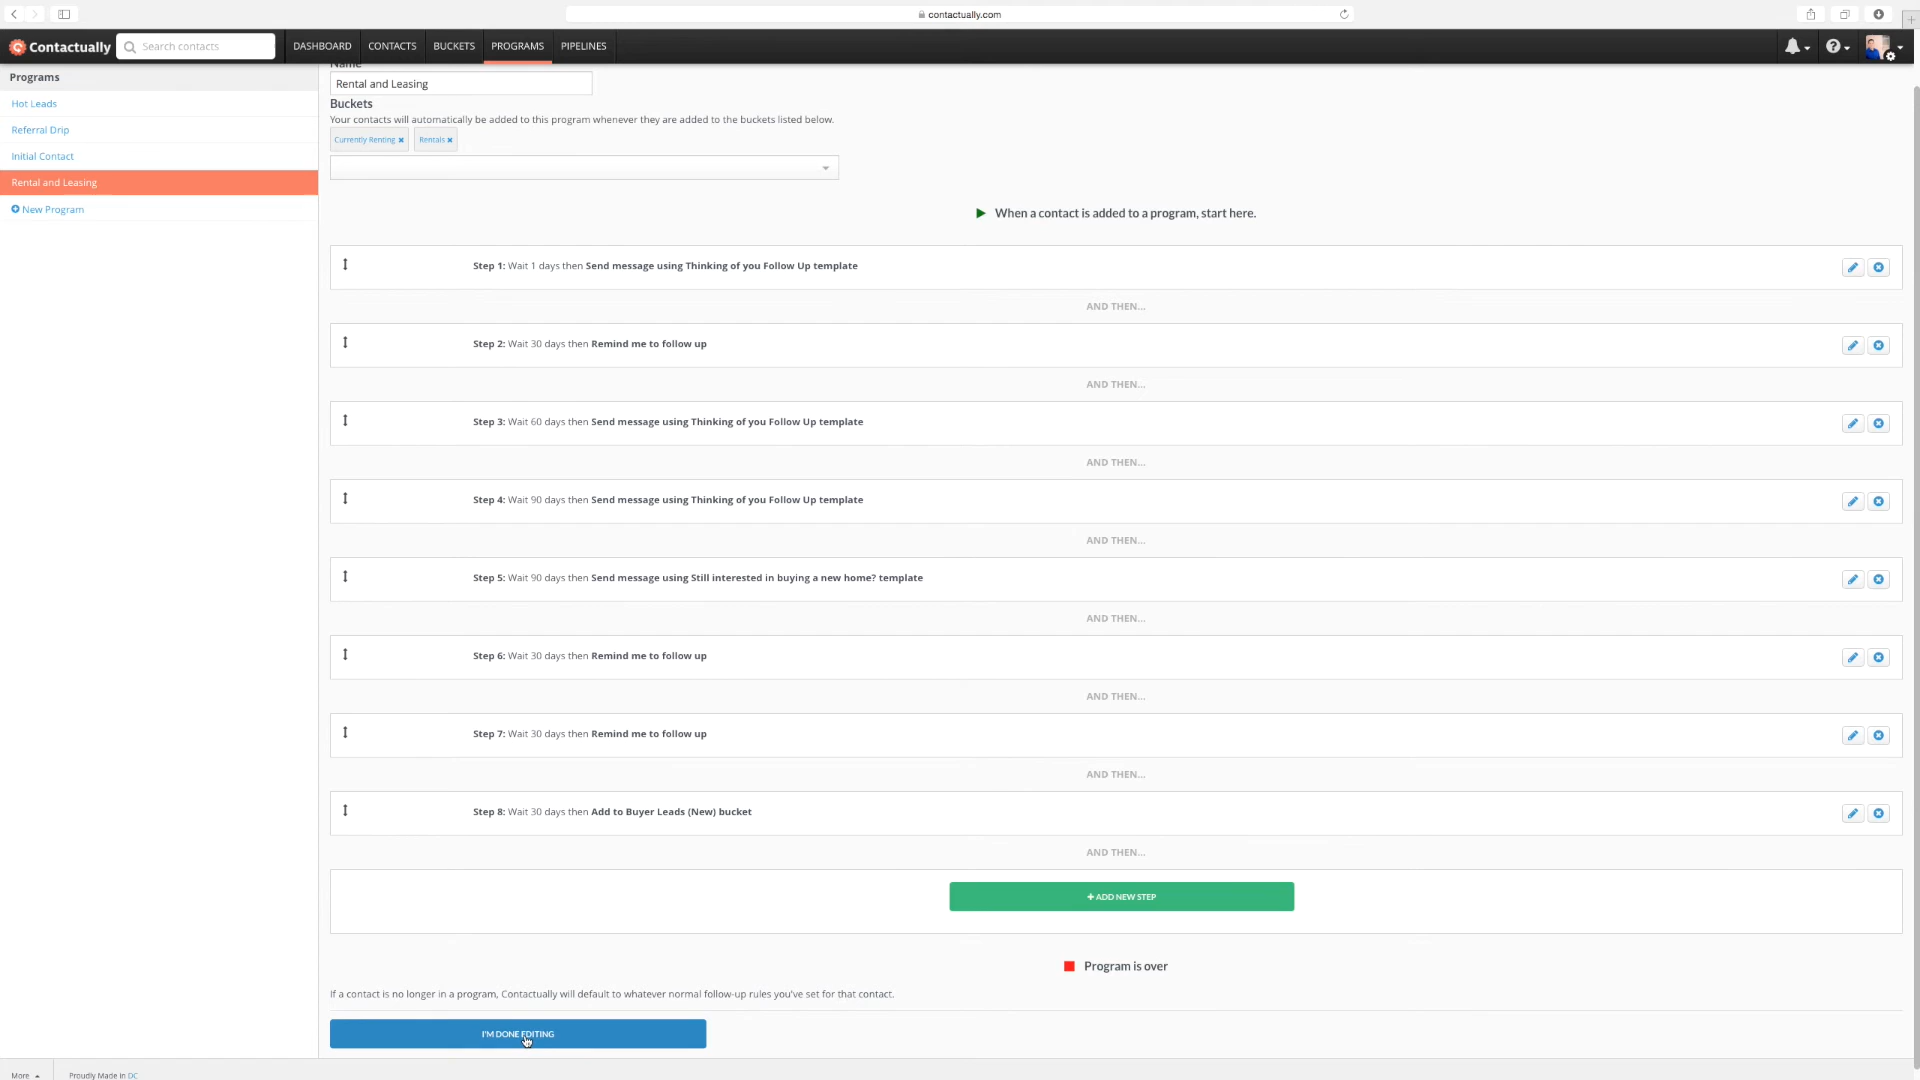 contactually.com
Contactually
Search contacts
DASHBOARD
CONTACTS
BUCKETS
PROGRAMS
PIPELINES
Programs
Hot Leads
Referral Drip
Initial Contact
Rental and Leasing
New Program
Name
Rental and Leasing
Buckets
Your contacts will automatically be added to this program whenever they are added to the buckets listed below.
Currently Renting
Rentals
When a contact is added to a program, start here.
Step 1: Wait 1 days then Send message using Thinking of you Follow Up template
AND THEN...
Step 2: Wait 30 days then Remind me to follow up
AND THEN...
Step 3: Wait 60 days then Send message using Thinking of you Follow Up template
AND THEN...
Step 4: Wait 90 days then Send message using Thinking of you Follow Up template
AND THEN...
Step 5: Wait 90 days then Send message using Still interested in buying a new home? template
AND THEN...
Step 6: Wait 30 days then Remind me to follow up
AND THEN...
Step 7: Wait 30 days then Remind me to follow up
AND THEN...
Step 8: Wait 30 days then Add to Buyer Leads (New) bucket
AND THEN...
+ ADD NEW STEP
Program is over
If a contact is no longer in a program, Contactually will default to whatever normal follow-up rules you've set for that contact.
I'M DONE EDITING
More
Proudly Made in DC